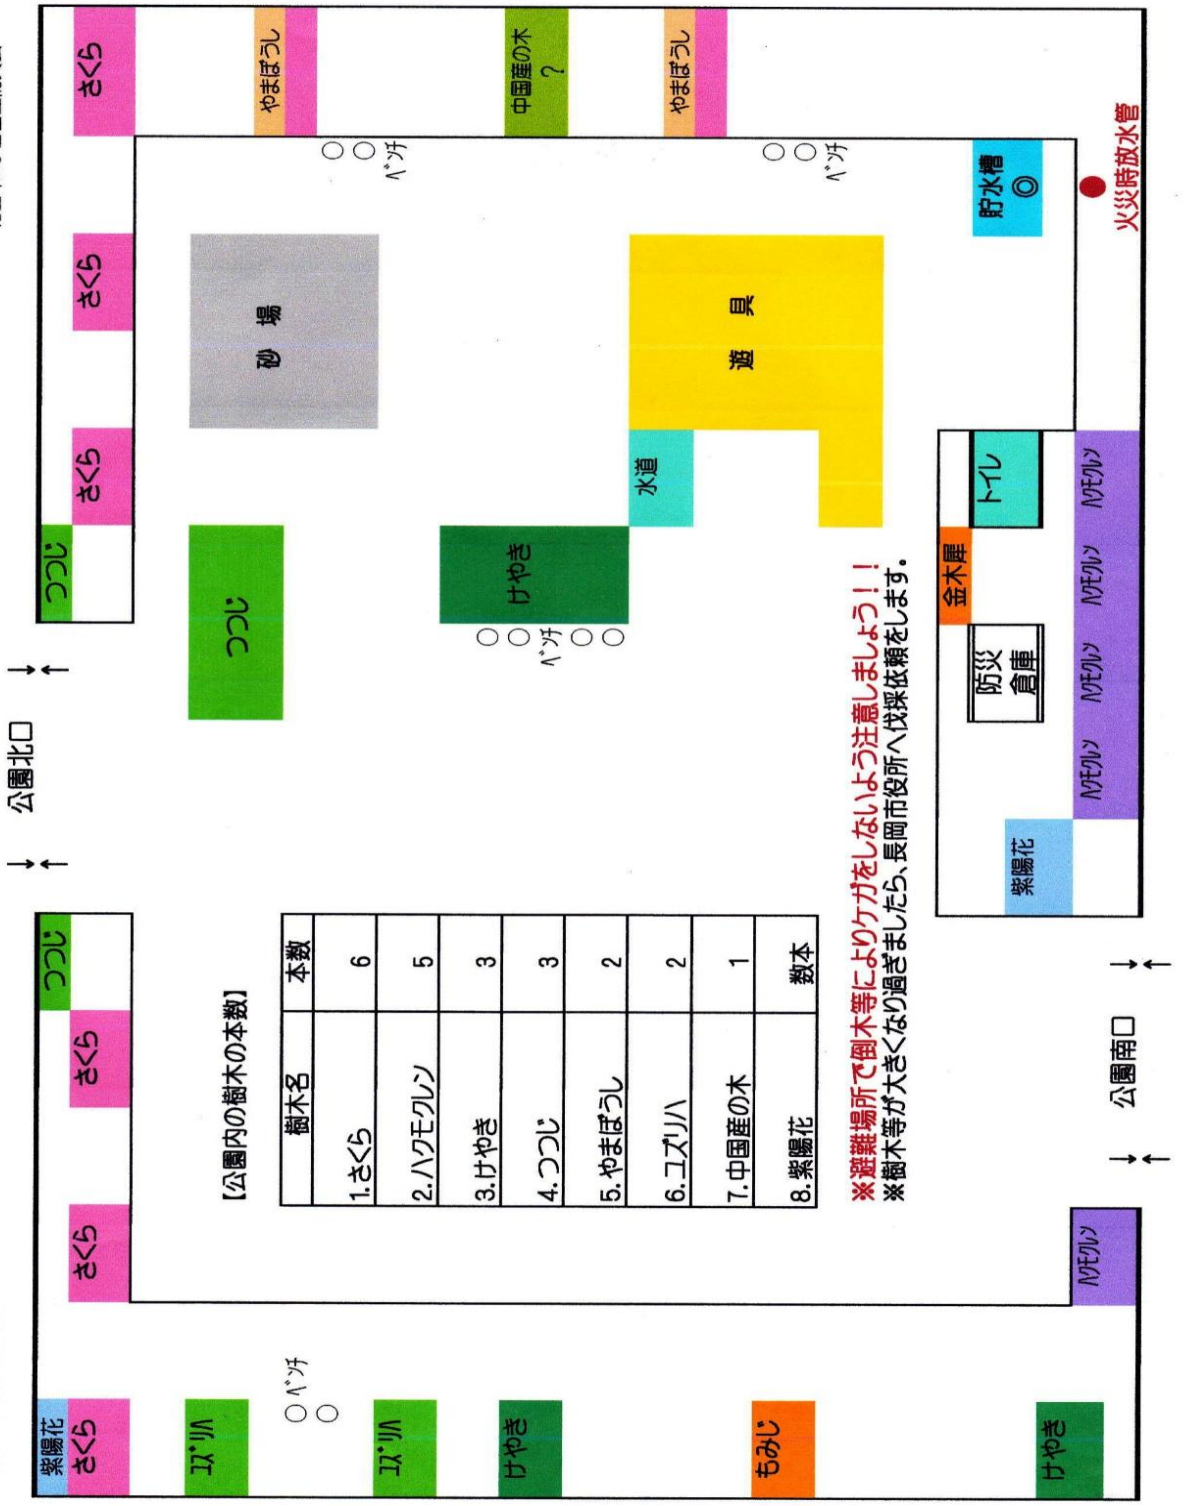 公園北口
紫陽花
つつじ
つつじ
さくら
さくら
さくら
さくら
さくら
さくら
ユズリハ
【公園内の樹木の本数】
つつじ
砂 場
やまぼうし
ベンチ
樹木名 本数
1.さくら 6
2.ハクモクレン 5
3.けやき 3
4.つつじ 3
5.やまぼうし 2
6.ユズリハ 2
7.中国産の木 1
8.紫陽花 数本
ベンチ
ユズリハ
けやき
けやき
中国産の木
?
ベンチ
水道
やまぼうし
もみじ
遊 具
ベンチ
※避難場所で倒木等によりケガをしないよう注意しましょう!!
※樹木等が大きくなり過ぎましたら、長岡市役所へ伐採依頼をします。
金木犀
防災
倉庫
トイレ
貯水槽
◎
紫陽花
けやき
ハクモクレン
ハクモクレン
ハクモクレン
ハクモクレン
ハクモクレン
火災時放水管
公園南口